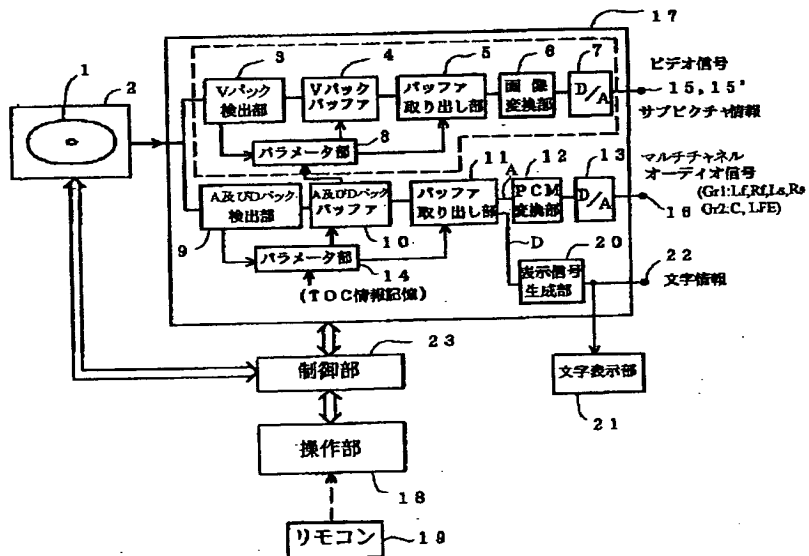 17
1
2
3
4
5
6
7
Vパック
検出部
Vパック
バッファ
バッファ
取り出し部
画像
変換部
D/A
ビデオ信号
15, 15'
サブピクチャ情報
パラメータ部
8
A及びDパック
検出部
A及びDパック
バッファ
バッファ
取り出し部
11
A
12
PCM
変換部
13
D/A
マルチチャネル
オーディオ信号
(Gr1:Lf,Rf,Ls,Rs
Gr2:C, LFE)
16
9
10
パラメータ部
14
(TOC情報記憶)
D
20
表示信号
生成部
22
文字情報
23
制御部
文字表示部
21
操作部
18
リモコン
19